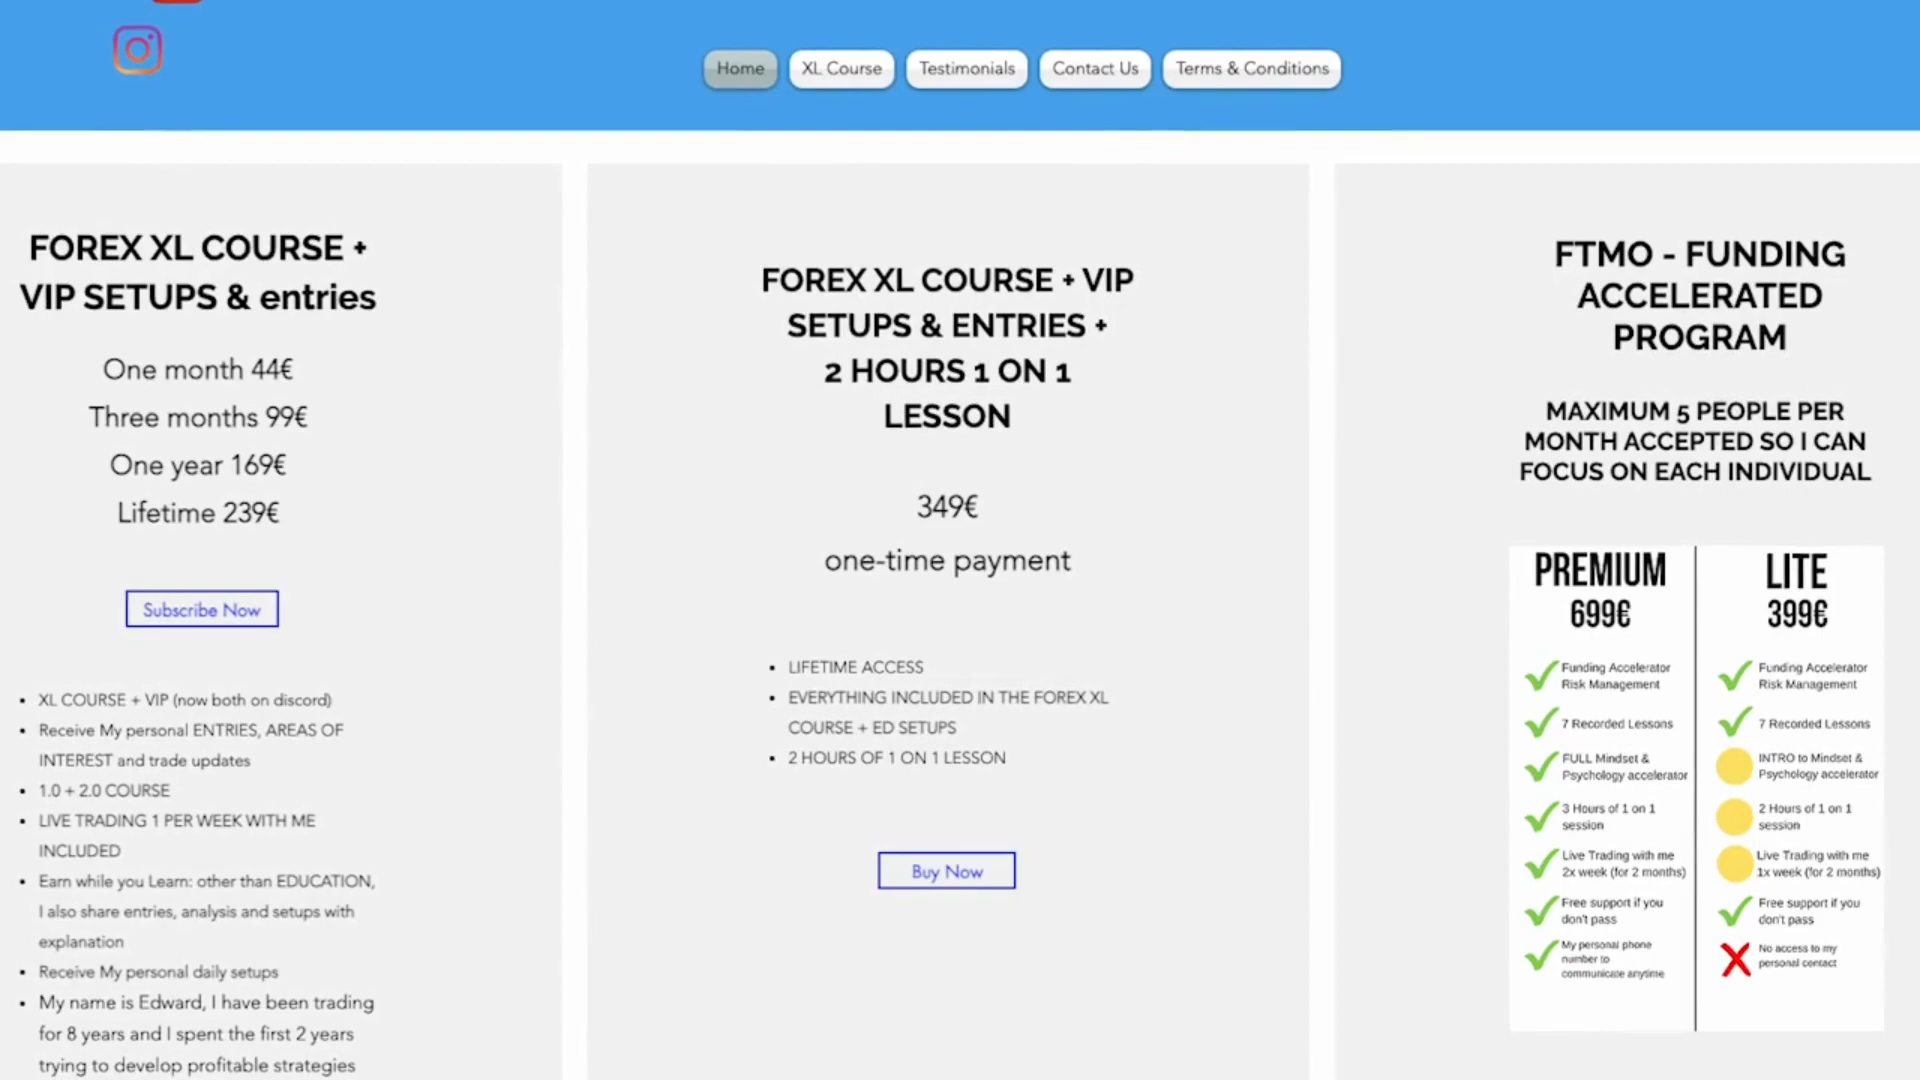 Home
XL Course
Testimonials
Contact Us
Terms & Conditions
FOREX XL COURSE +
VIP SETUPS & entries
One month 44€
Three months 99€
One year 169€
Lifetime 239€
Subscribe Now
• XL COURSE + VIP (now both on discord)
• Receive My personal ENTRIES, AREAS OF
INTEREST and trade updates
• 1.0 + 2.0 COURSE
• LIVE TRADING 1 PER WEEK WITH ME
INCLUDED
• Earn while you Learn: other than EDUCATION,
I also share entries, analysis and setups with
explanation
• Receive My personal daily setups
• My name is Edward, I have been trading
for 8 years and I spent the first 2 years
trying to develop profitable strategies
FOREX XL COURSE + VIP
SETUPS & ENTRIES +
2 HOURS 1 ON 1
LESSON
349€
one-time payment
• LIFETIME ACCESS
• EVERYTHING INCLUDED IN THE FOREX XL
COURSE + ED SETUPS
• 2 HOURS OF 1 ON 1 LESSON
Buy Now
FTMO - FUNDING
ACCELERATED
PROGRAM
MAXIMUM 5 PEOPLE PER
MONTH ACCEPTED SO I CAN
FOCUS ON EACH INDIVIDUAL
PREMIUM
699€
Funding Accelerator
Risk Management
7 Recorded Lessons
FULL Mindset &
Psychology accelerator
3 Hours of 1 on 1
session
Live Trading with me
2x week (for 2 months)
Free support if you
don't pass
My personal phone
number to
communicate anytime
LITE
399€
Funding Accelerator
Risk Management
7 Recorded Lessons
INTRO to Mindset &
Psychology accelerator
2 Hours of 1 on 1
session
Live Trading with me
1x week (for 2 months)
Free support if you
don't pass
No access to my
personal contact